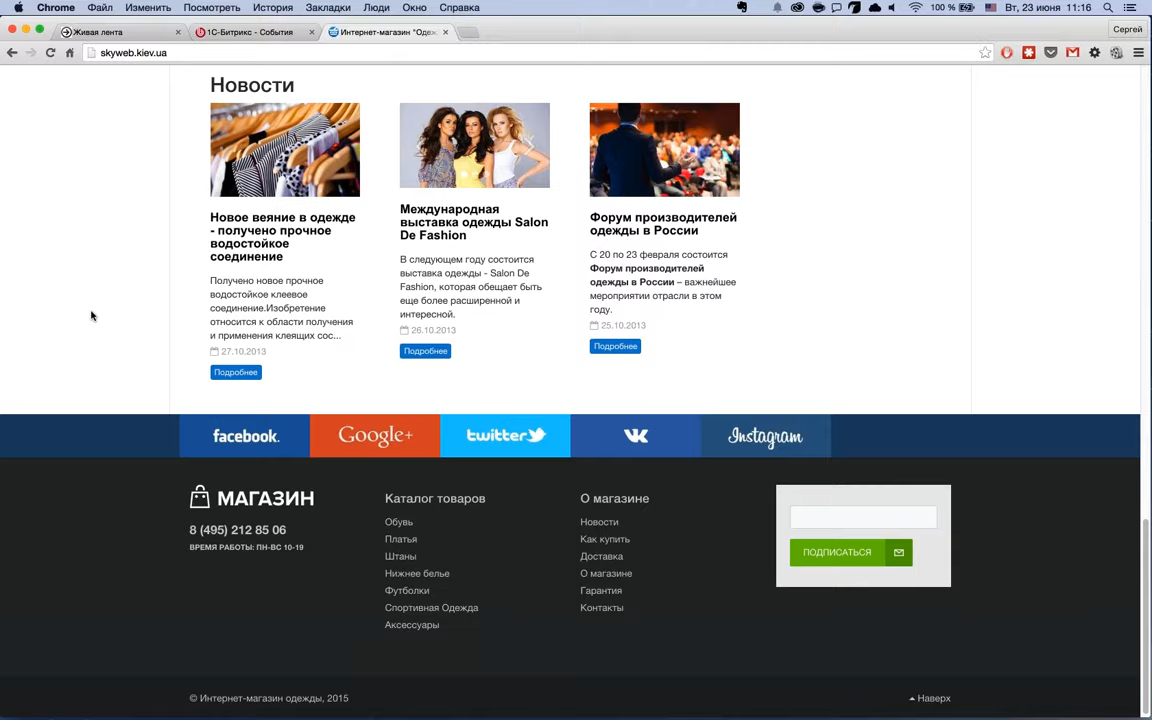 Chrome Файл Изменить Посмотреть История Закладки Люди Окно Справка 100 % Вт, 23 июня 11:16
Живая лента 1С-Битрикс - События Интернет-магазин "Одеж Сергей
skyweb.kiev.ua
Новости
Новое веяние в одежде
- получено прочное
водостойкое
соединение
Получено новое прочное
водостойкое клеевое
соединение.Изобретение
относится к области получения
и применения клеящих сос...
27.10.2013
Подробнее
Международная
выставка одежды Salon
De Fashion
В следующем году состоится
выставка одежды - Salon De
Fashion, которая обещает быть
еще более расширенной и
интересной.
26.10.2013
Подробнее
Форум производителей
одежды в России
С 20 по 23 февраля состоится
Форум производителей
одежды в России – важнейшее
мероприятии отрасли в этом
году.
25.10.2013
Подробнее
facebook. Google+ twitter Instagram
МАГАЗИН
8 (495) 212 85 06
ВРЕМЯ РАБОТЫ: ПН-ВС 10-19
Каталог товаров
Обувь
Платья
Штаны
Нижнее белье
Футболки
Спортивная Одежда
Аксессуары
О магазине
Новости
Как купить
Доставка
О магазине
Гарантия
Контакты
ПОДПИСАТЬСЯ
© Интернет-магазин одежды, 2015
Наверх